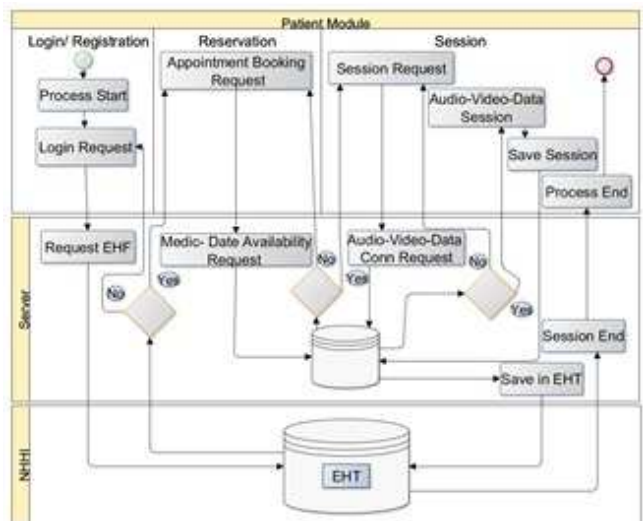 Patient Module
Login/ Registration
Reservation
Session
Process Start
Appointment Booking
Request
Session Request
Audio-Video-Data
Session
Login Request
Save Session
Process End
Server
Request EHF
Medic- Date Availability
Request
Audio-Video-Data
Conn Request
No
Yes
No
Yes
No
Yes
Session End
Save in EHT
NHHI
EHT